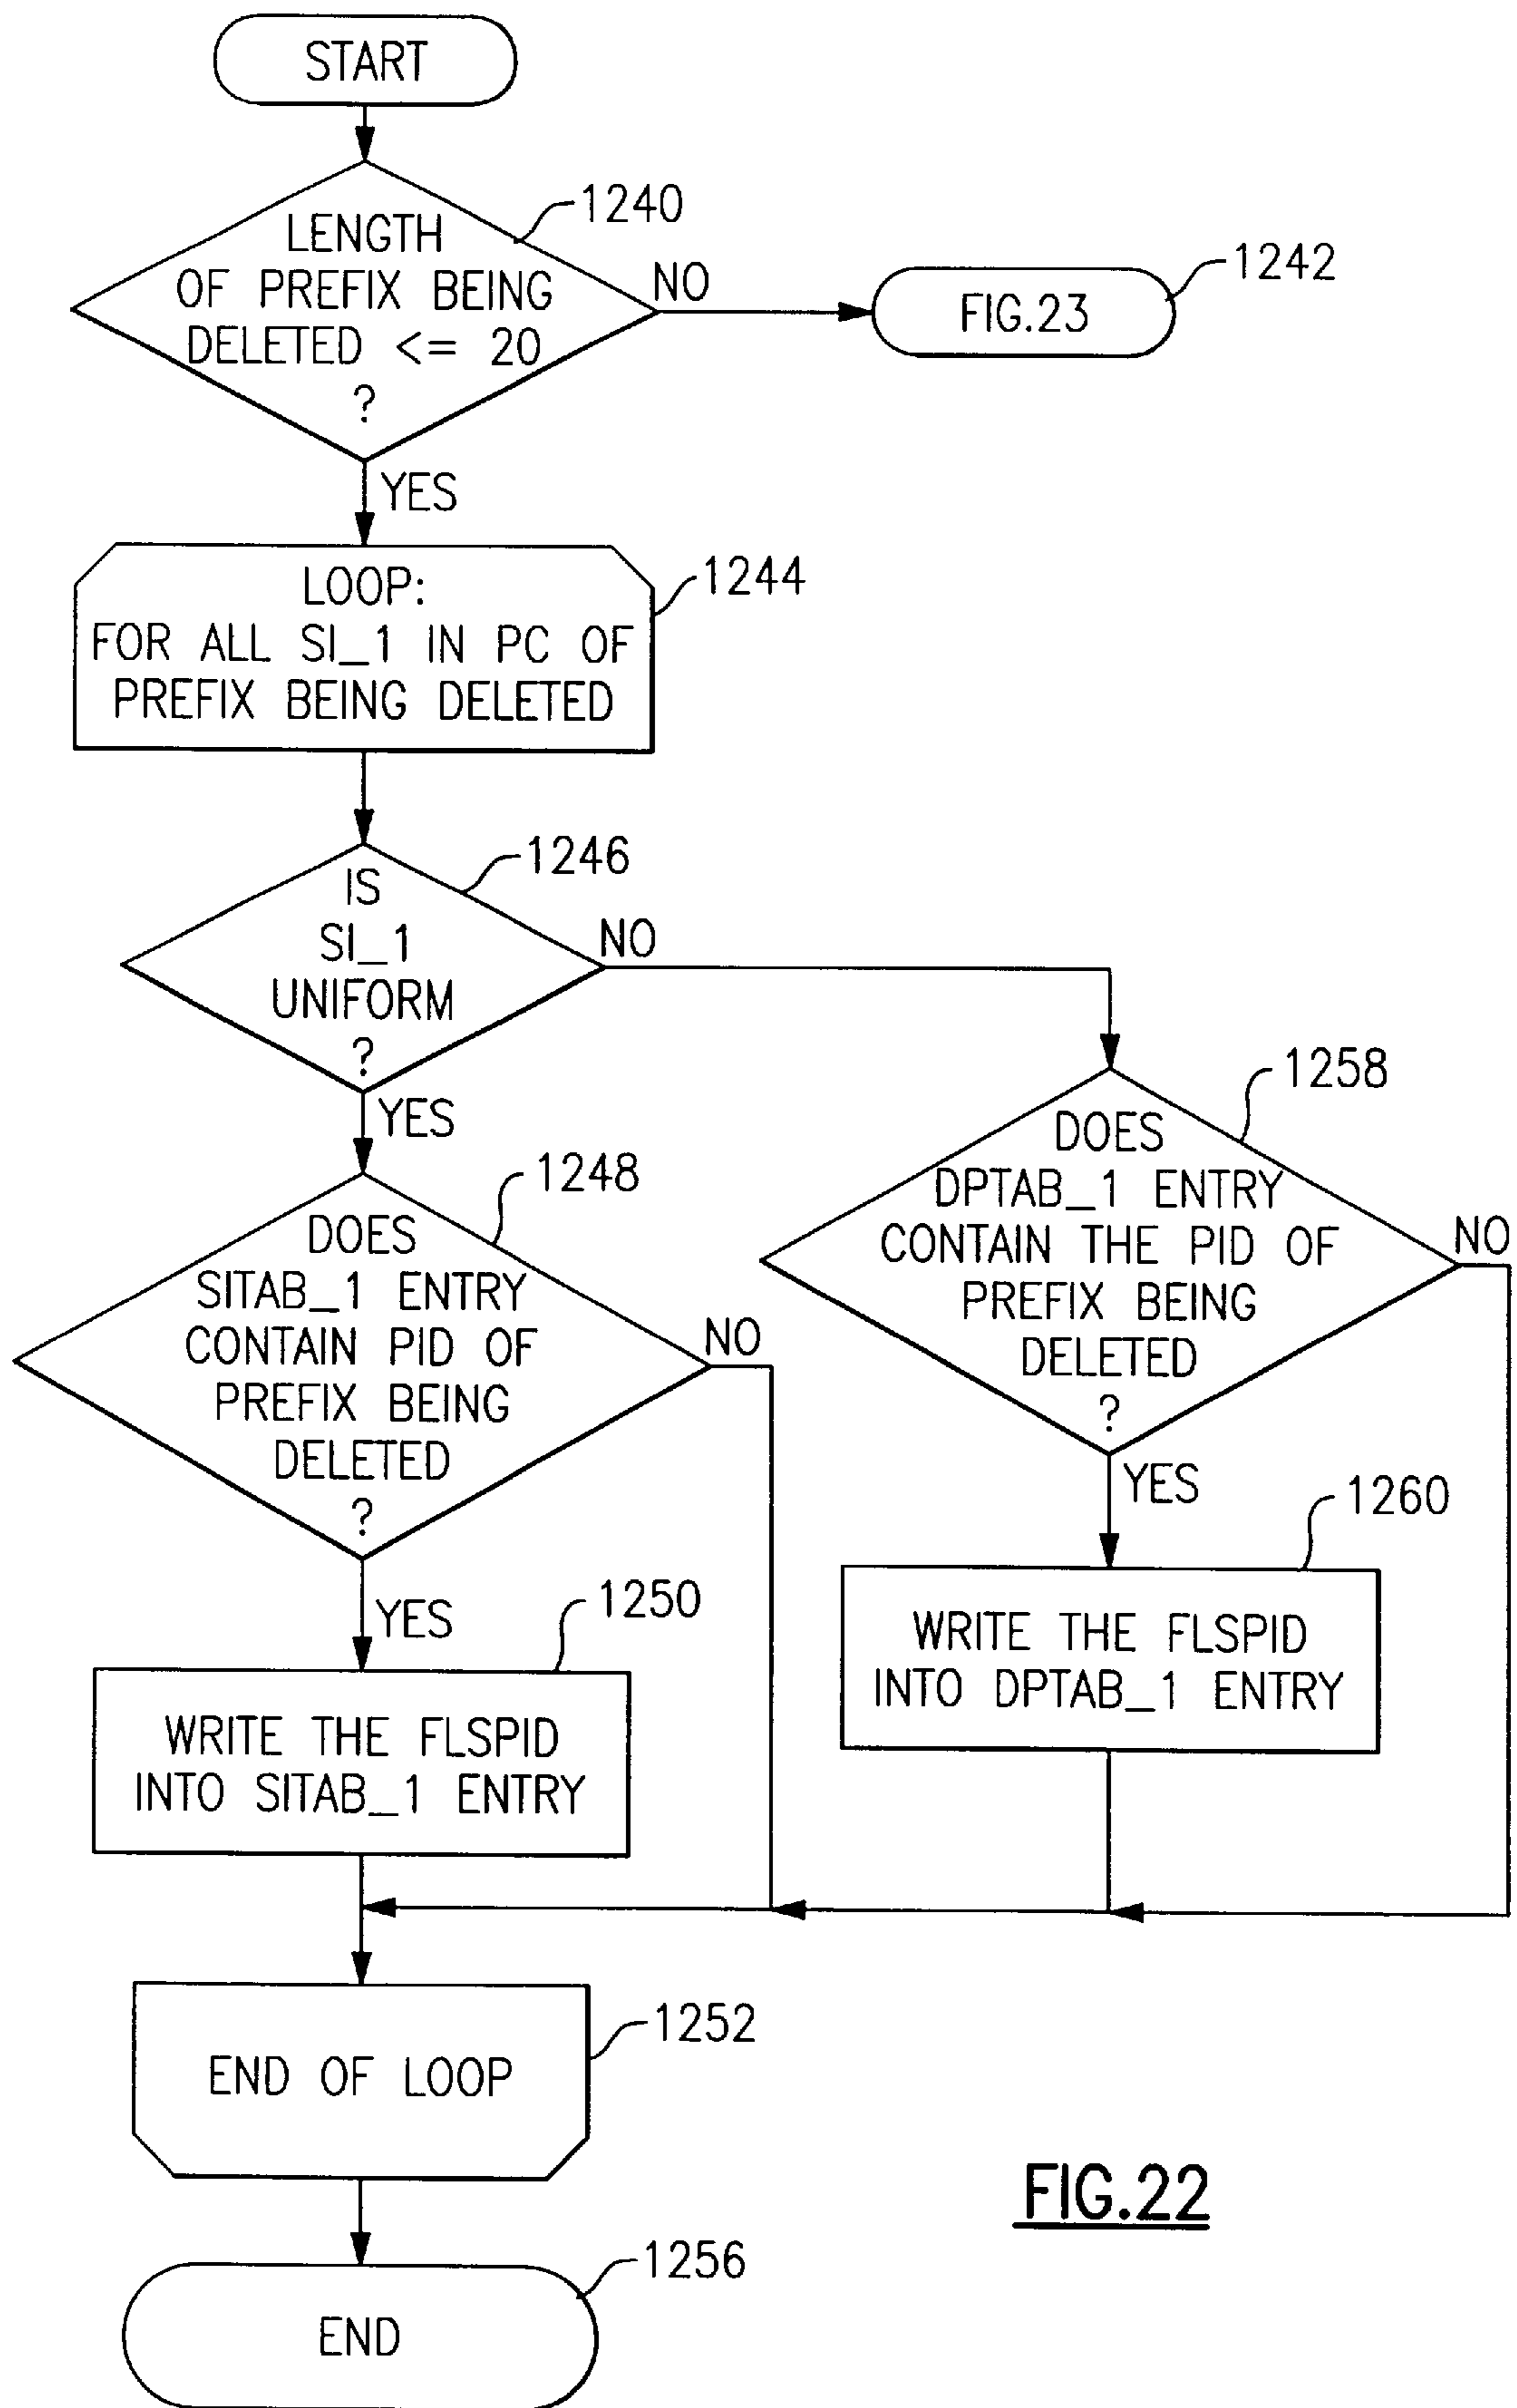 START
1240
LENGTH
OF PREFIX BEING
DELETED <= 20
?
NO
1242
FIG.23
YES
1244
LOOP:
FOR ALL SI_1 IN PC OF
PREFIX BEING DELETED
1246
IS
SI_1
UNIFORM
?
NO
YES
1248
DOES
SITAB_1 ENTRY
CONTAIN PID OF
PREFIX BEING
DELETED
?
NO
1258
DOES
DPTAB_1 ENTRY
CONTAIN THE PID OF
PREFIX BEING
DELETED
?
NO
YES
1260
WRITE THE FLSPID
INTO DPTAB_1 ENTRY
YES
1250
WRITE THE FLSPID
INTO SITAB_1 ENTRY
1252
END OF LOOP
FIG.22
1256
END